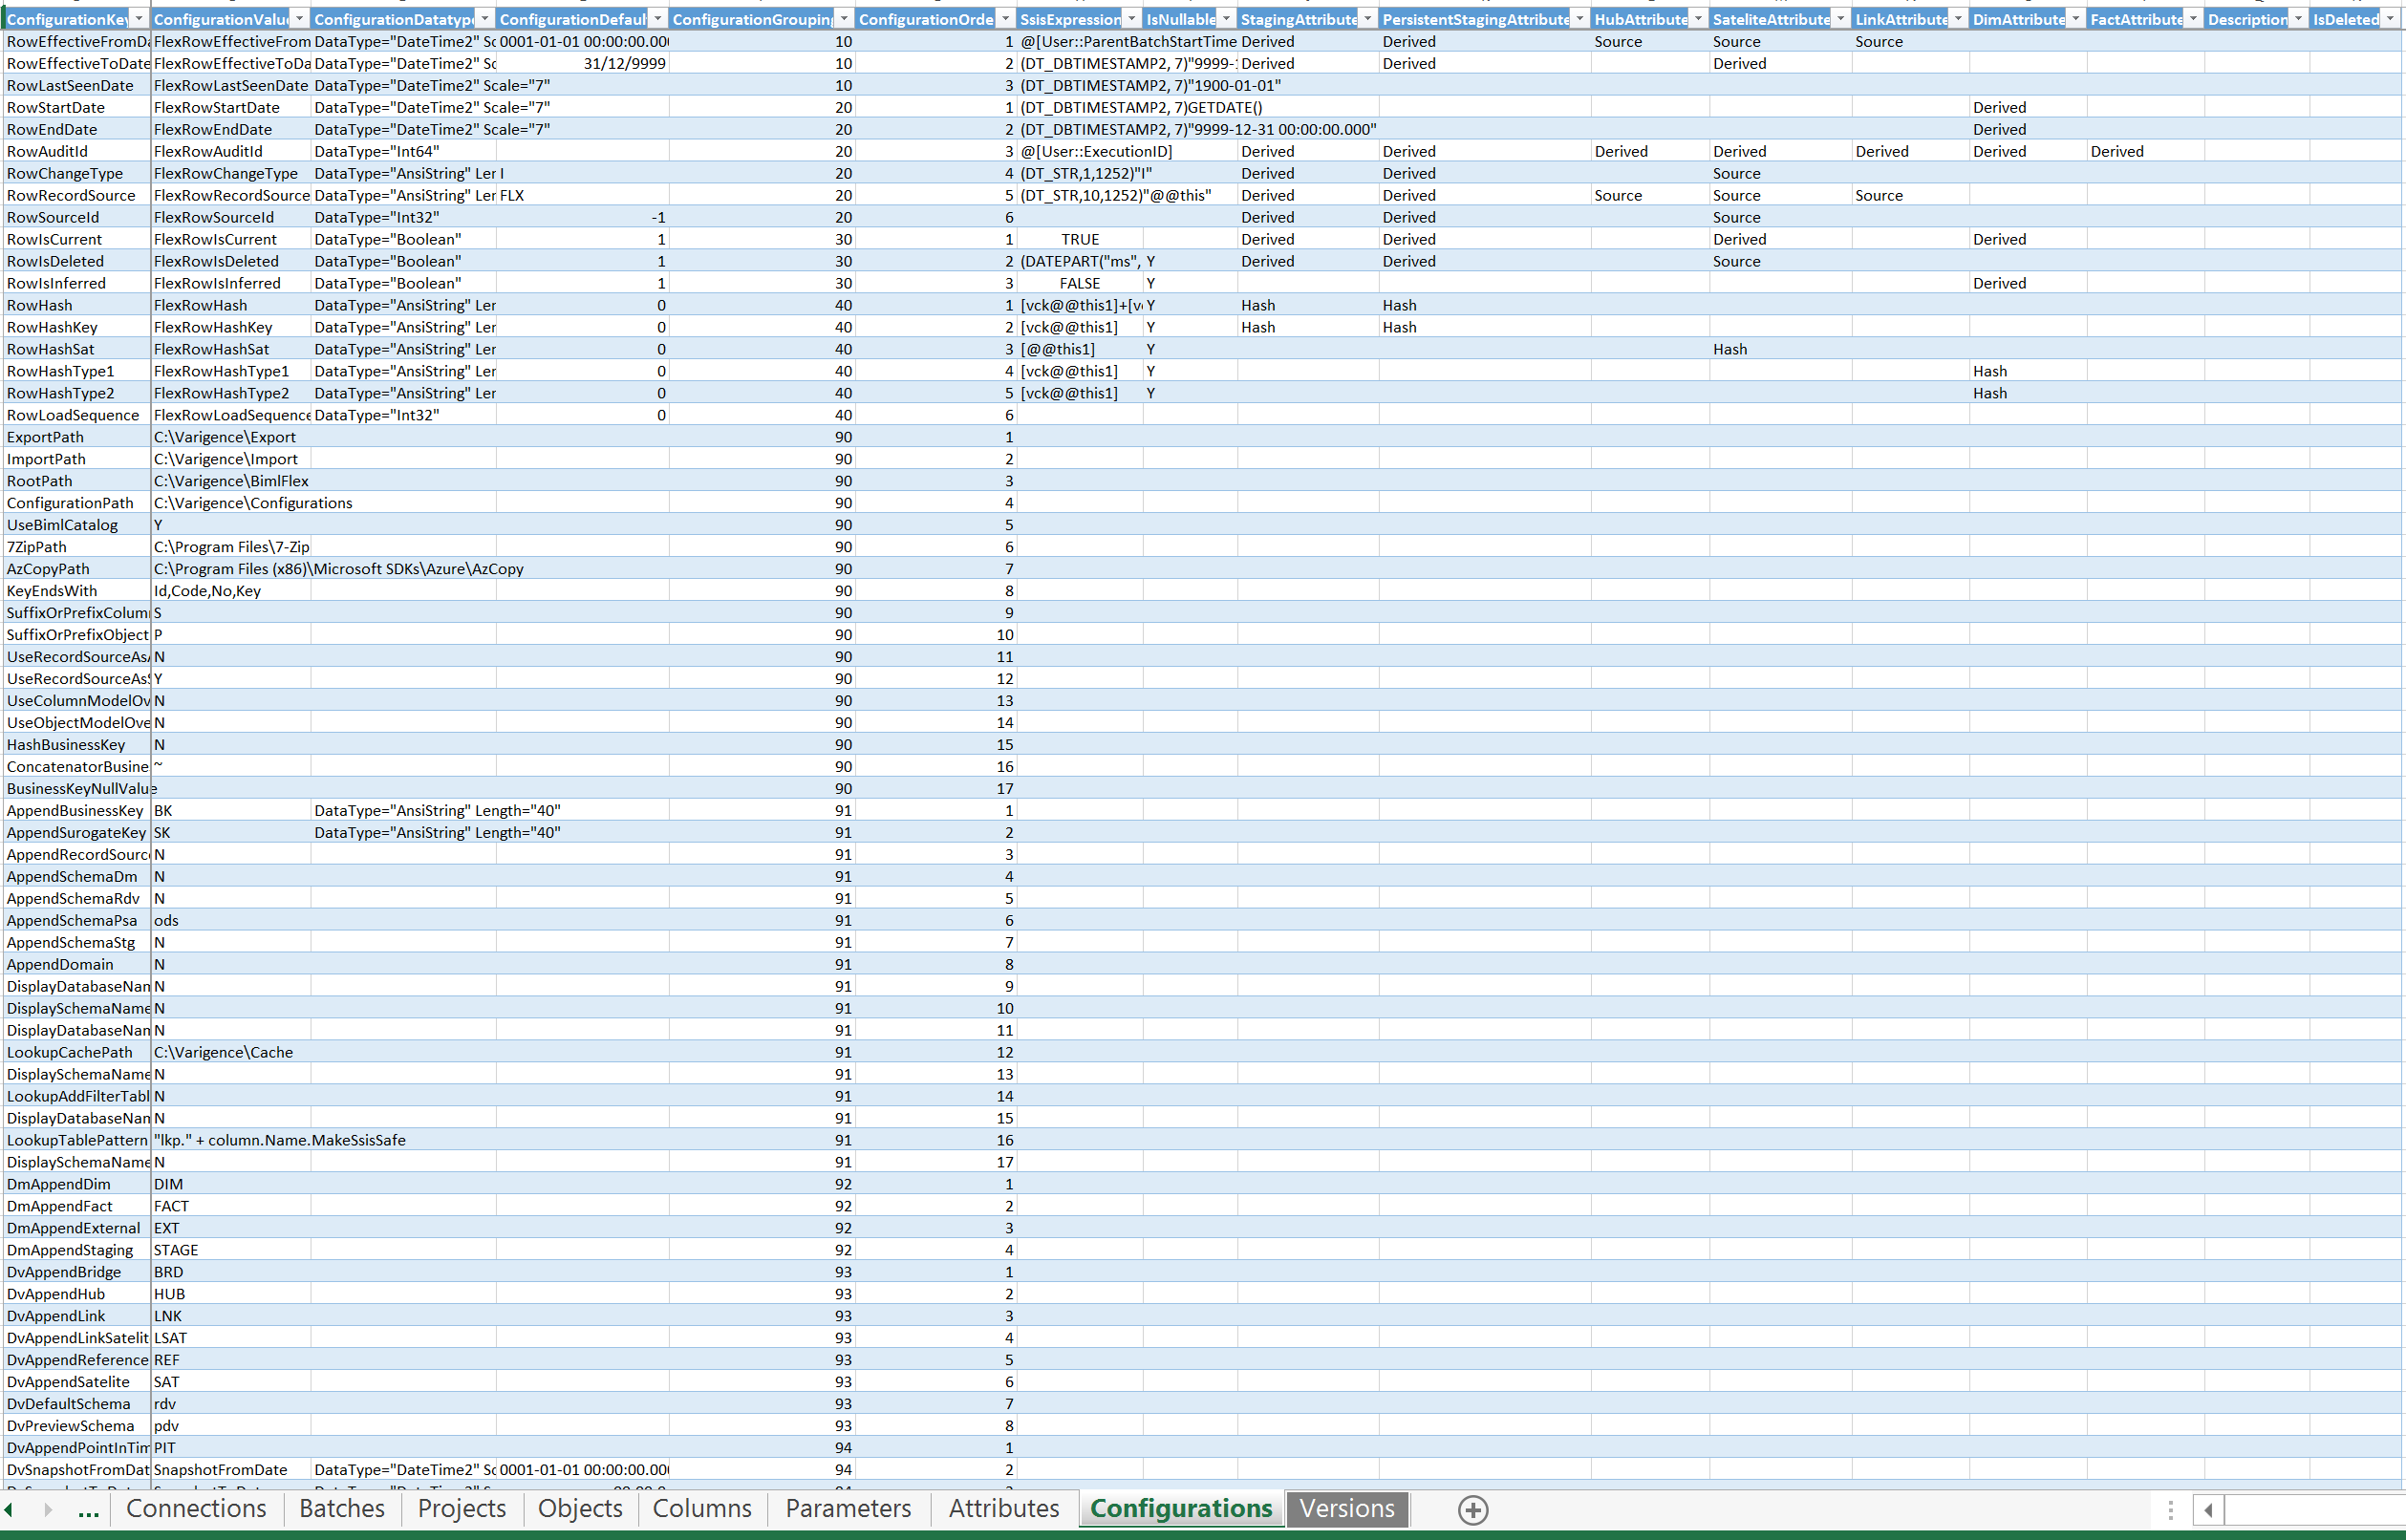 ConfigurationKey ConfigurationValue ConfigurationDatatype ConfigurationDefaul ConfigurationGrouping ConfigurationOrde SsisExpression IsNullable StagingAttribute PersistentStagingAttribute HubAttribute SateliteAttribute LinkAttribute DimAttribute FactAttribute Description IsDeleted
RowEffectiveFromDa FlexRowEffectiveFrom DataType="DateTime2" Sc 0001-01-01 00:00:00.000 10 1 @[User::ParentBatchStartTime Derived Derived Source Source Source
RowEffectiveToDate FlexRowEffectiveToDa DataType="DateTime2" Sc 31/12/9999 10 2 (DT_DBTIMESTAMP2, 7)"9999-1 Derived Derived Derived
RowLastSeenDate FlexRowLastSeenDate DataType="DateTime2" Scale="7" 10 3 (DT_DBTIMESTAMP2, 7)"1900-01-01"
RowStartDate FlexRowStartDate DataType="DateTime2" Scale="7" 20 1 (DT_DBTIMESTAMP2, 7)GETDATE() Derived
RowEndDate FlexRowEndDate DataType="DateTime2" Scale="7" 20 2 (DT_DBTIMESTAMP2, 7)"9999-12-31 00:00:00.000" Derived
RowAuditId FlexRowAuditId DataType="Int64" 20 3 @[User::ExecutionID] Derived Derived Derived Derived Derived Derived Derived
RowChangeType FlexRowChangeType DataType="AnsiString" Len I 20 4 (DT_STR,1,1252)"I" Derived Derived Source
RowRecordSource FlexRowRecordSource DataType="AnsiString" Ler FLX 20 5 (DT_STR,10,1252)"@@this" Derived Derived Source Source Source
RowSourceId FlexRowSourceId DataType="Int32" -1 20 6 Derived Derived Source
RowIsCurrent FlexRowIsCurrent DataType="Boolean" 1 30 1 TRUE Derived Derived Derived Derived
RowIsDeleted FlexRowIsDeleted DataType="Boolean" 1 30 2 (DATEPART("ms", Y Derived Derived Source
RowIsInferred FlexRowIsInferred DataType="Boolean" 1 30 3 FALSE Y Derived
RowHash FlexRowHash DataType="AnsiString" Ler 0 40 1 [vck@@this1]+[v Y Hash Hash
RowHashKey FlexRowHashKey DataType="AnsiString" Ler 0 40 2 [vck@@this1] Y Hash Hash
RowHashSat FlexRowHashSat DataType="AnsiString" Ler 0 40 3 [@@this1] Y Hash
RowHashType1 FlexRowHashType1 DataType="AnsiString" Ler 0 40 4 [vck@@this1] Y Hash
RowHashType2 FlexRowHashType2 DataType="AnsiString" Ler 0 40 5 [vck@@this1] Y Hash
RowLoadSequence FlexRowLoadSequence DataType="Int32" 0 40 6
ExportPath C:\Varigence\Export 90 1
ImportPath C:\Varigence\Import 90 2
RootPath C:\Varigence\BimlFlex 90 3
ConfigurationPath C:\Varigence\Configurations 90 4
UseBimlCatalog Y 90 5
7ZipPath C:\Program Files\7-Zip 90 6
AzCopyPath C:\Program Files (x86)\Microsoft SDKs\Azure\AzCopy 90 7
KeyEndsWith Id,Code,No,Key 90 8
SuffixOrPrefixColumn S 90 9
SuffixOrPrefixObject P 90 10
UseRecordSourceAsA N 90 11
UseRecordSourceAsS Y 90 12
UseColumnModelOv N 90 13
UseObjectModelOve N 90 14
HashBusinessKey N 90 15
ConcatenatorBusine ~ 90 16
BusinessKeyNullValue 90 17
AppendBusinessKey BK DataType="AnsiString" Length="40" 91 1
AppendSurogateKey SK DataType="AnsiString" Length="40" 91 2
AppendRecordSourc N 91 3
AppendSchemaDm N 91 4
AppendSchemaRdv N 91 5
AppendSchemaPsa ods 91 6
AppendSchemaStg N 91 7
AppendDomain N 91 8
DisplayDatabaseNam N 91 9
DisplaySchemaName N 91 10
DisplayDatabaseNam N 91 11
LookupCachePath C:\Varigence\Cache 91 12
DisplaySchemaName N 91 13
LookupAddFilterTabl N 91 14
DisplayDatabaseNam N 91 15
LookupTablePattern "lkp." + column.Name.MakeSsisSafe 91 16
DisplaySchemaName N 91 17
DmAppendDim DIM 92 1
DmAppendFact FACT 92 2
DmAppendExternal EXT 92 3
DmAppendStaging STAGE 92 4
DvAppendBridge BRD 93 1
DvAppendHub HUB 93 2
DvAppendLink LNK 93 3
DvAppendLinkSatelit LSAT 93 4
DvAppendReference REF 93 5
DvAppendSatelite SAT 93 6
DvDefaultSchema rdv 93 7
DvPreviewSchema pdv 93 8
DvAppendPointInTim PIT 94 1
DvSnapshotFromDat SnapshotFromDate DataType="DateTime2" Sc 0001-01-01 00:00:00.000 94 2
... Connections Batches Projects Objects Columns Parameters Attributes Configurations Versions